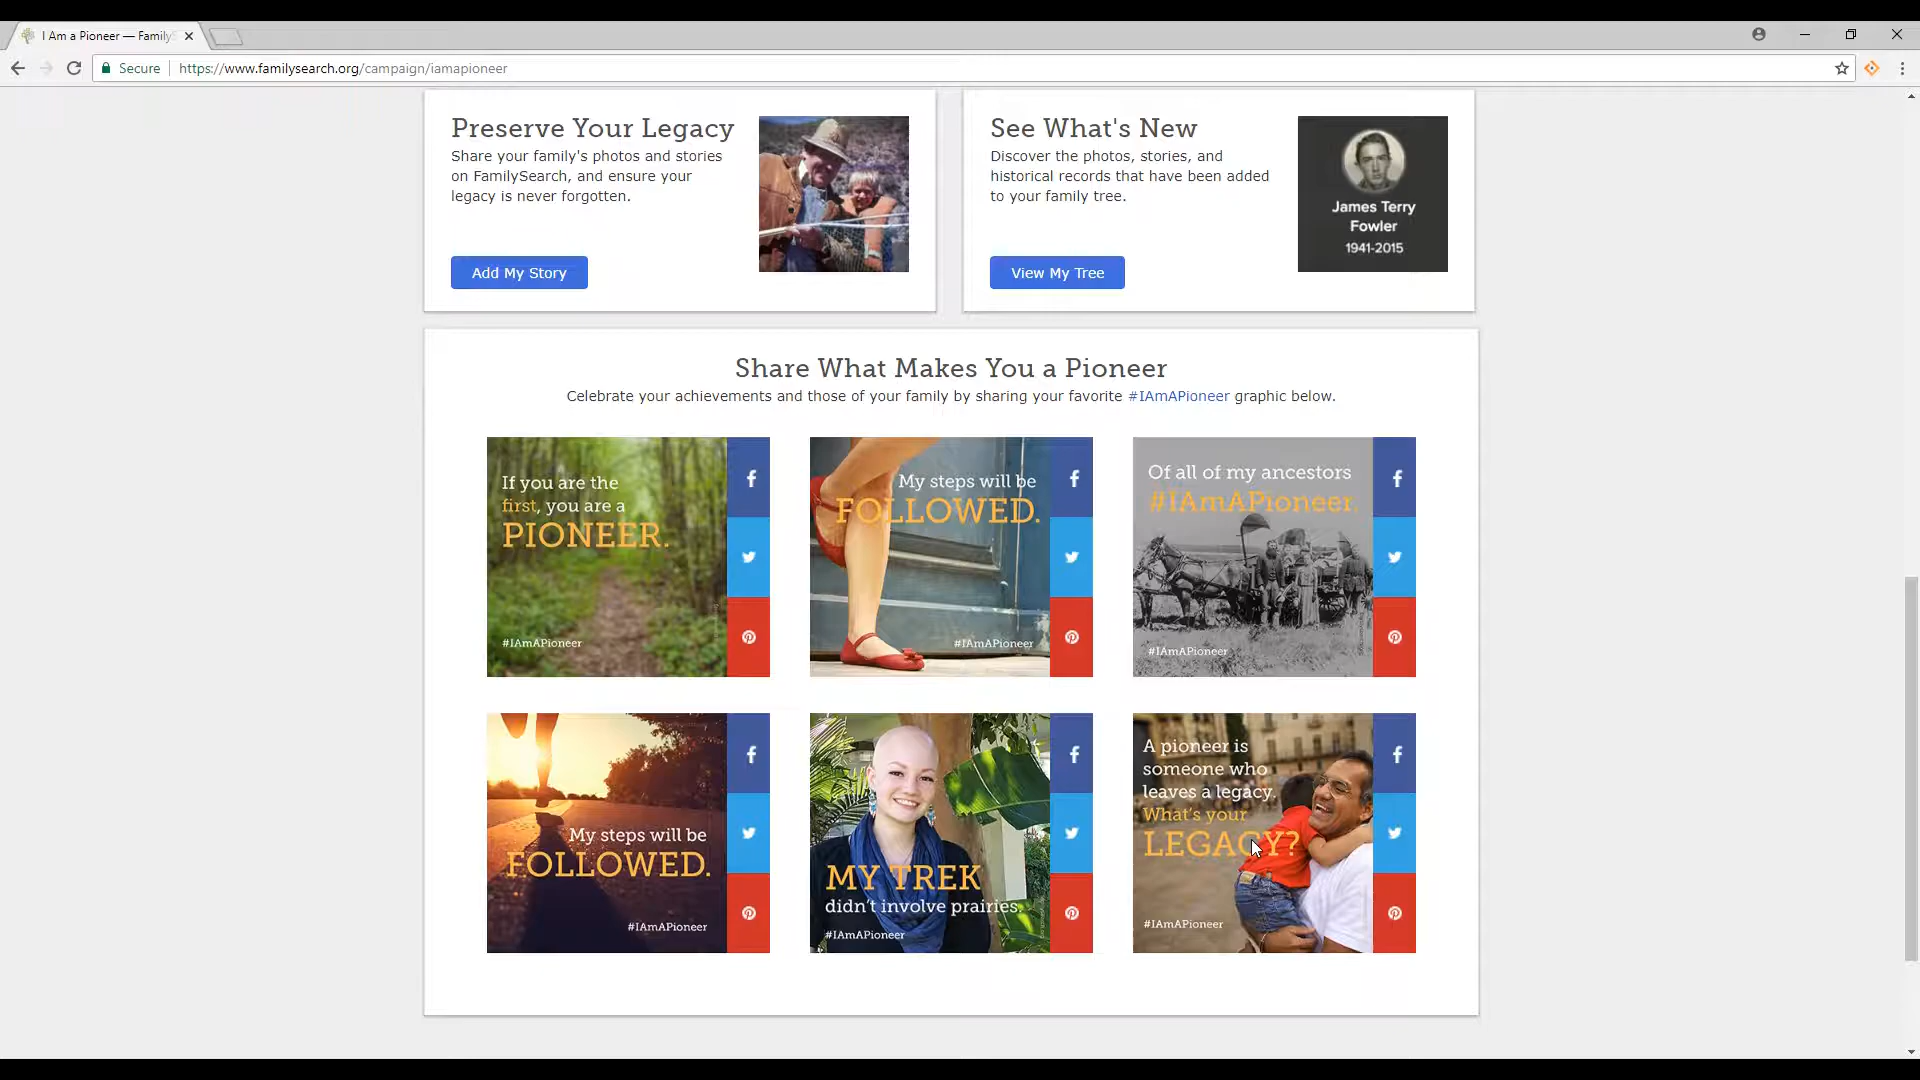 I Am a Pioneer — Family
Secure
https://www.familysearch.org/campaign/iamapioneer
Preserve Your Legacy
Share your family's photos and stories
on FamilySearch, and ensure your
legacy is never forgotten.
Add My Story
See What's New
Discover the photos, stories, and
historical records that have been added
to your family tree.
View My Tree
James Terry
Fowler
1941-2015
Share What Makes You a Pioneer
Celebrate your achievements and those of your family by sharing your favorite #IAmAPioneer graphic below.
If you are the
first, you are a
PIONEER.
#IAmAPioneer
My steps will be
FOLLOWED.
#IAmAPioneer
Of all of my ancestors
#IAmAPioneer.
#IAmAPioneer
My steps will be
FOLLOWED.
#IAmAPioneer
MY TREK
didn't involve prairies.
#IAmAPioneer
A pioneer is
someone who
leaves a legacy.
What's your
LEGACY?
#IAmAPioneer